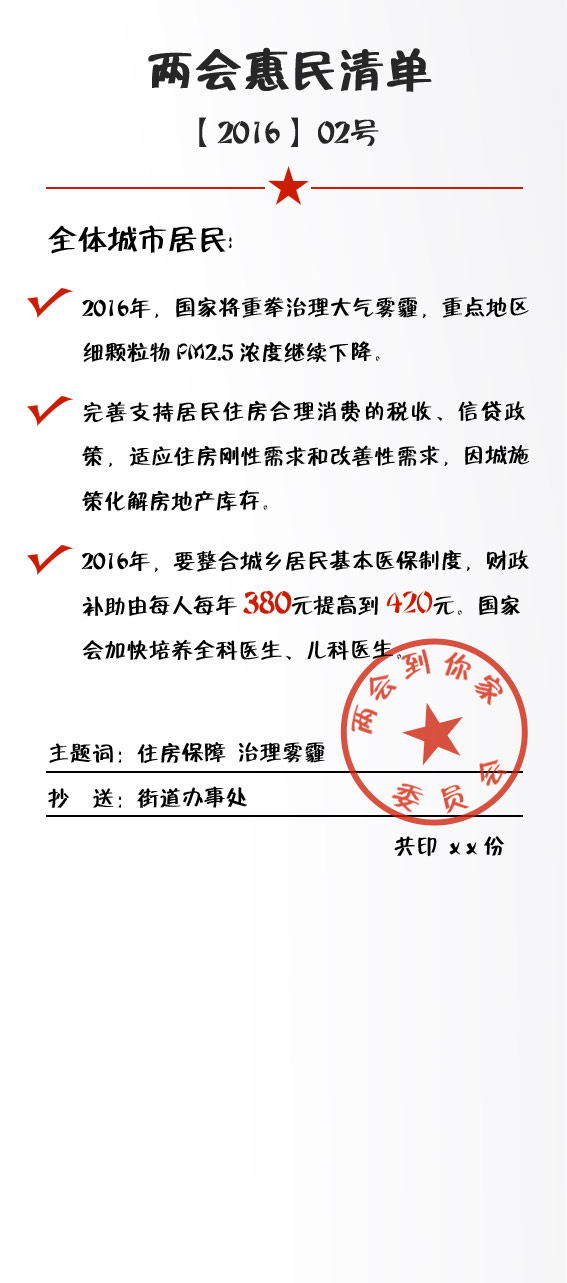 两会惠民清单
【2016】02号
全体城市居民：
2016年，国家将重拳治理大气雾霾，重点地区
细颗粒物 PM2.5 浓度继续下降。
完善支持居民住房合理消费的税收、信贷政
策，适应住房刚性需求和改善性需求，因城施
策化解房地产库存。
2016年，要整合城乡居民基本医保制度，财政
补助由每人每年 380元提高到 420元。国家
会加快培养全科医生、儿科医生。
两会到你家
委员会
主题词：住房保障 治理雾霾
抄　送：街道办事处
共印 x x 份